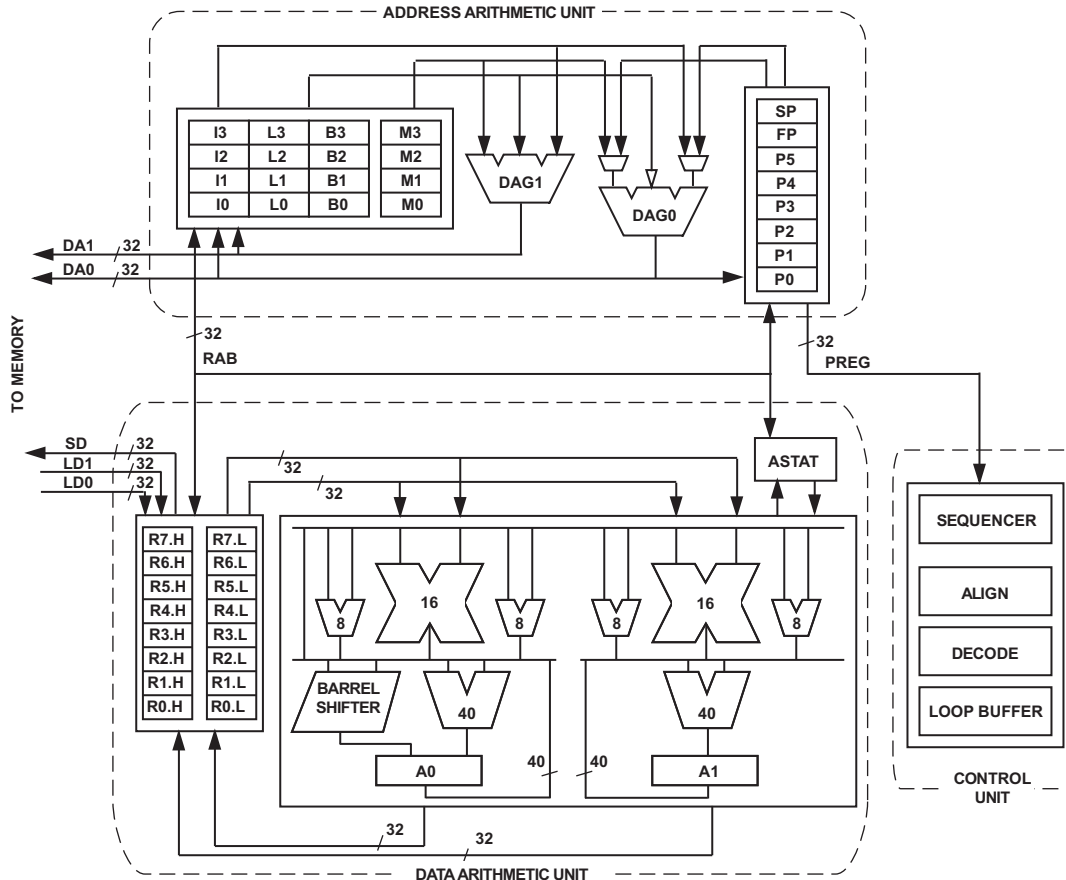 ADDRESS ARITHMETIC UNIT
SP
FP
P5
P4
P3
P2
P1
P0
I3 L3 B3 M3
I2 L2 B2 M2
I1 L1 B1 M1
I0 L0 B0 M0
DAG1
DAG0
DA1 32
DA0 32
TO MEMORY
32
RAB
32
PREG
SD 32
LD1 32
LD0 32
32
32
ASTAT
R7.H R7.L
R6.H R6.L
R5.H R5.L
R4.H R4.L
R3.H R3.L
R2.H R2.L
R1.H R1.L
R0.H R0.L
16
8
8
16
8
8
BARREL
SHIFTER
40
40
A0
40
40
A1
32
32
DATA ARITHMETIC UNIT
SEQUENCER
ALIGN
DECODE
LOOP BUFFER
CONTROL
UNIT